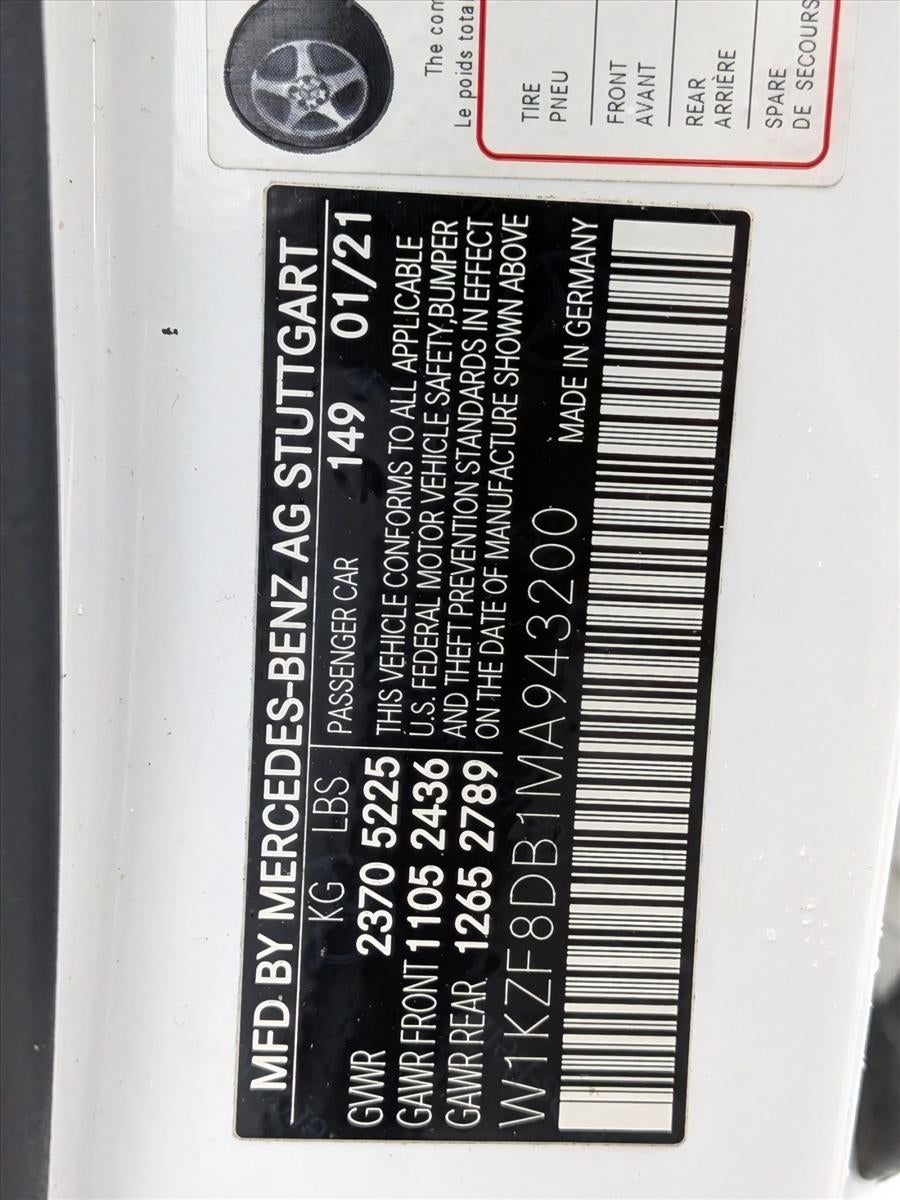 The com
Le poids tota
TIRE
PNEU
FRONT
AVANT
REAR
ARRIÈRE
SPARE
DE SECOURS
MFD BY MERCEDES-BENZ AG STUTTGART
KG LBS PASSENGER CAR 149 01/21
GVWR 2370 5225
GAWR FRONT 1105 2436
GAWR REAR 1265 2789
THIS VEHICLE CONFORMS TO ALL APPLICABLE
U.S. FEDERAL MOTOR VEHICLE SAFETY,BUMPER
AND THEFT PREVENTION STANDARDS IN EFFECT
ON THE DATE OF MANUFACTURE SHOWN ABOVE
W1KZF8DB1MA943200 MADE IN GERMANY